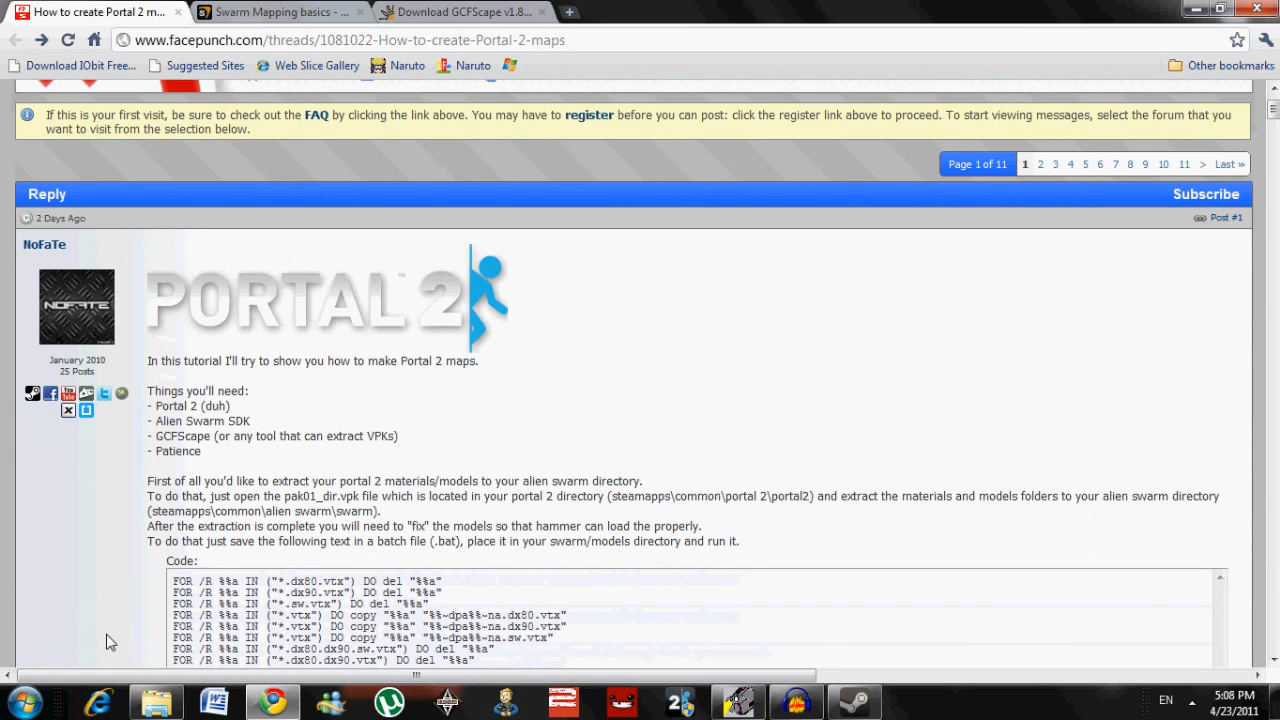 How to create Portal 2 m...
Swarm Mapping basics - ...
Download GCFScape v1.8...
www.facepunch.com/threads/1081022-How-to-create-Portal-2-maps
Download IObit Free...
Suggested Sites
Web Slice Gallery
Naruto
Naruto
Other bookmarks
If this is your first visit, be sure to check out the FAQ by clicking the link above. You may have to register before you can post: click the register link above to proceed. To start viewing messages, select the forum that you
want to visit from the selection below.
Page 1 of 11 1 2 3 4 5 6 7 8 9 10 11 > Last »
Reply
Subscribe
2 Days Ago
Post #1
NoFaTe
NOFATE
January 2010
25 Posts
PORTAL 2
In this tutorial I'll try to show you how to make Portal 2 maps.
Things you'll need:
- Portal 2 (duh)
- Alien Swarm SDK
- GCFScape (or any tool that can extract VPKs)
- Patience
First of all you'd like to extract your portal 2 materials/models to your alien swarm directory.
To do that, just open the pak01_dir.vpk file which is located in your portal 2 directory (steamapps\common\portal 2\portal2) and extract the materials and models folders to your alien swarm directory
(steamapps\common\alien swarm\swarm).
After the extraction is complete you will need to "fix" the models so that hammer can load the properly.
To do that just save the following text in a batch file (.bat), place it in your swarm/models directory and run it.
Code:
FOR /R %%a IN ("*.dx80.vtx") DO del "%%a"
FOR /R %%a IN ("*.dx90.vtx") DO del "%%a"
FOR /R %%a IN ("*.sw.vtx") DO del "%%a"
FOR /R %%a IN ("*.vtx") DO copy "%%a" "%%~dpa%%~na.dx80.vtx"
FOR /R %%a IN ("*.vtx") DO copy "%%a" "%%~dpa%%~na.dx90.vtx"
FOR /R %%a IN ("*.vtx") DO copy "%%a" "%%~dpa%%~na.sw.vtx"
FOR /R %%a IN ("*.dx80.dx90.sw.vtx") DO del "%%a"
FOR /R %%a IN ("*.dx80.dx90.vtx") DO del "%%a"
EN
5:08 PM
4/23/2011